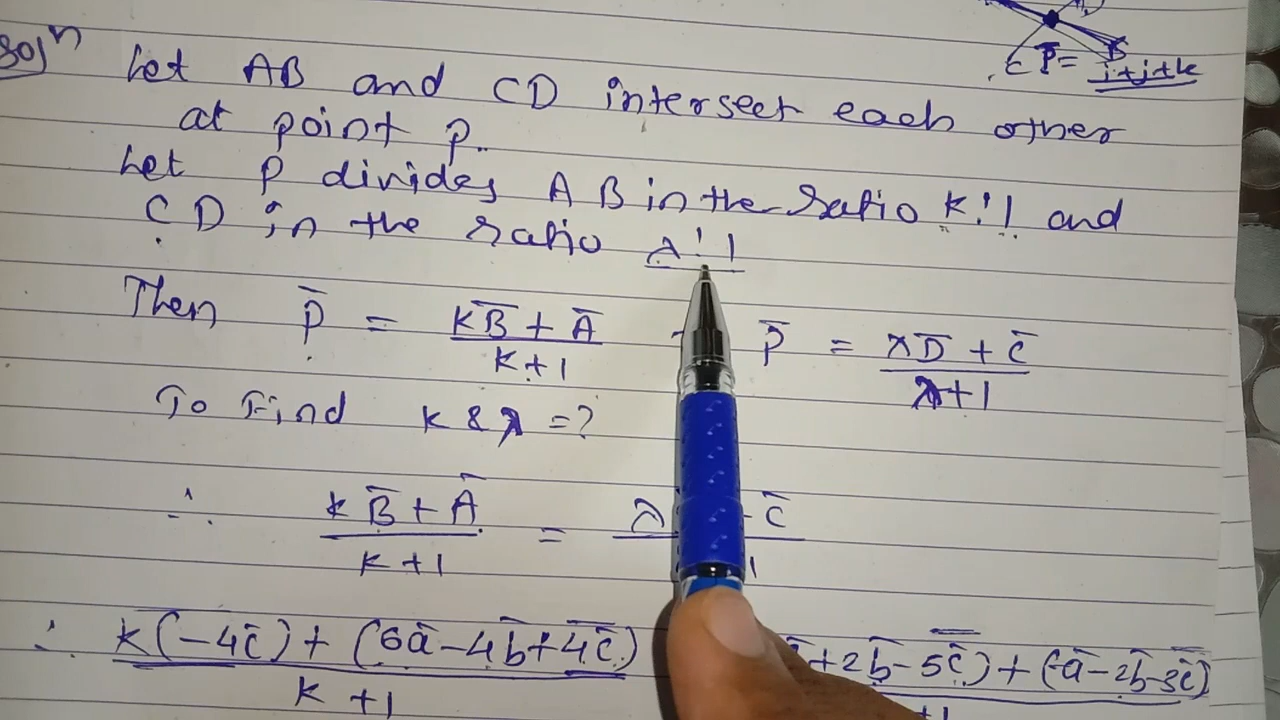 P̄ = i+j+k
Solⁿ Let AB and CD intersect each other
at point P.
Let P divides AB in the ratio K:1 and
CD in the ratio λ:1
Then P̄ = (KB̄ + Ā)/(K+1) P̄ = (λD̄ + C̄)/(λ+1)
To Find K & λ = ?
∴ (KB̄ + Ā)/(K+1) = λ - C̄ 1
∴ K(-4c̄) + (6ā - 4b̄ + 4c̄)/(K+1) +2b̄ - 5c̄) + (-ā - 2b̄ - 3c̄) +1